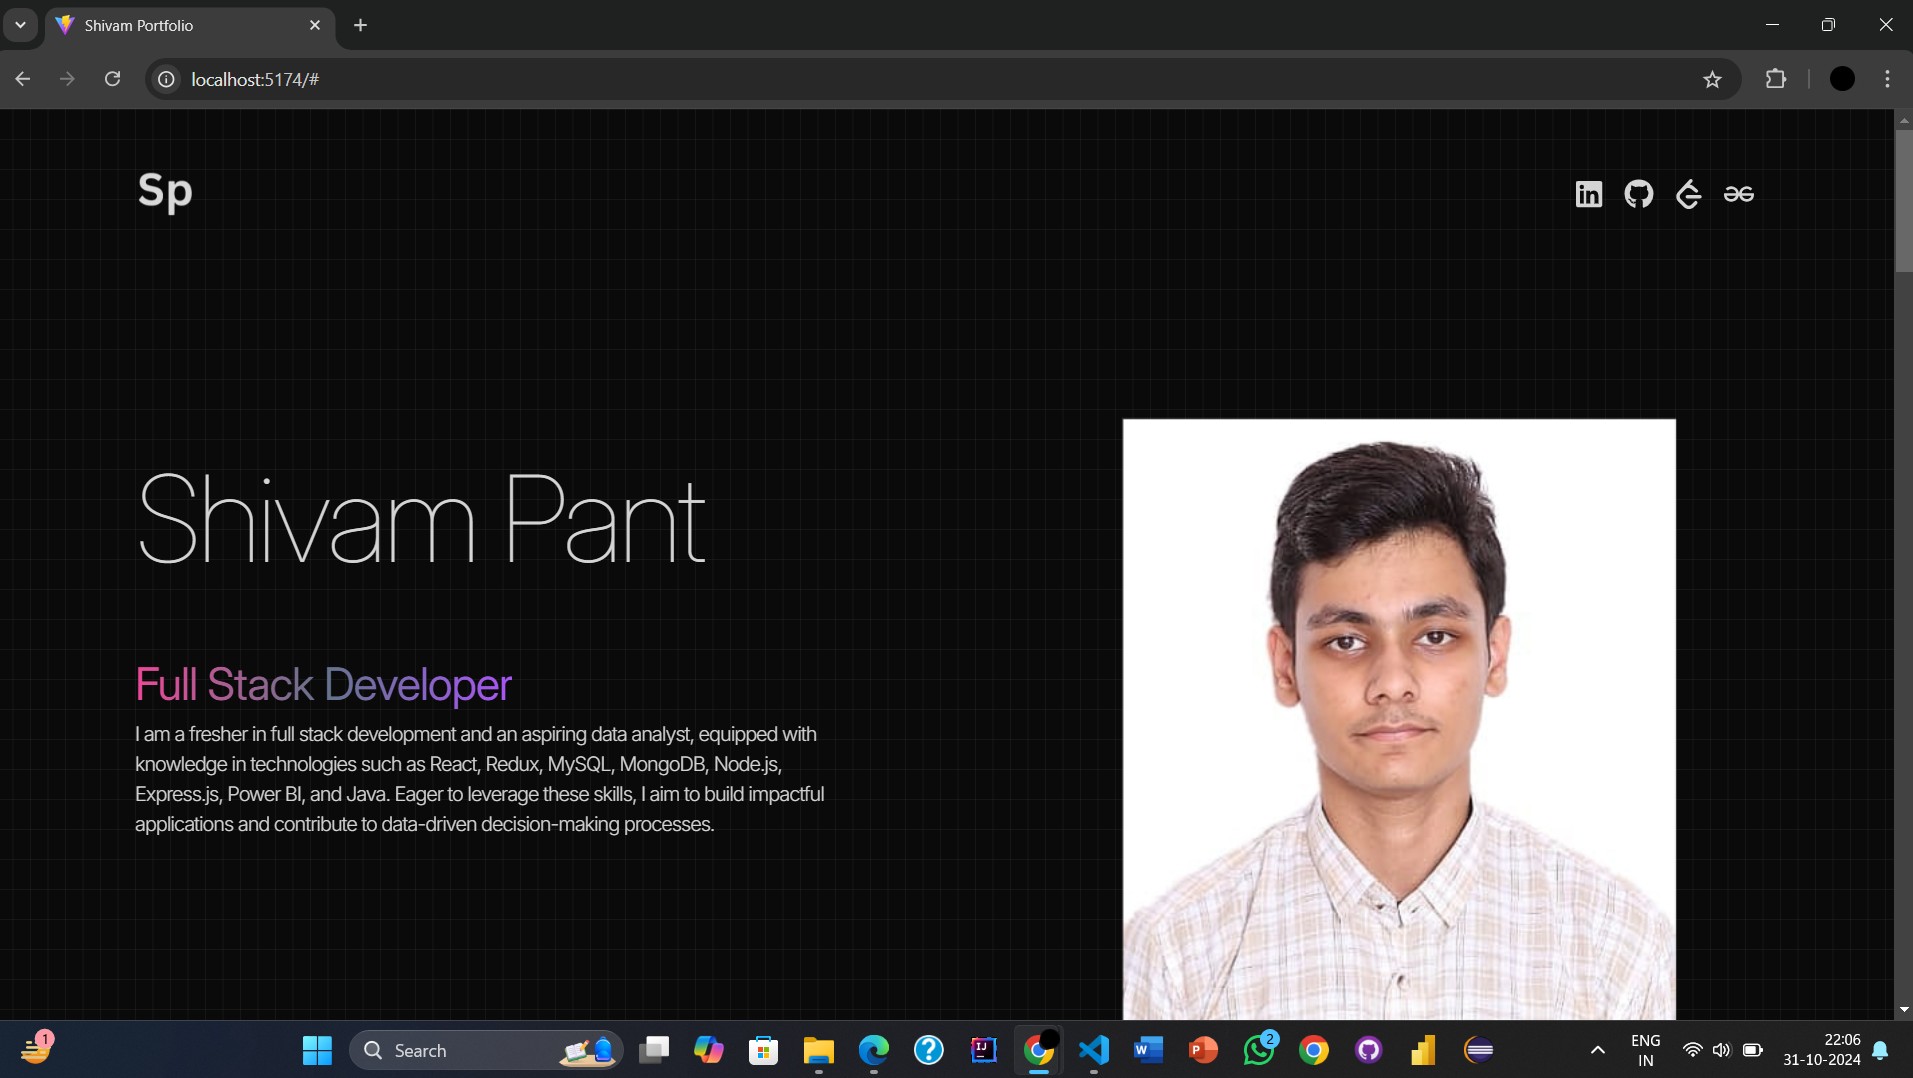 Shivam Portfolio
localhost:5174/#
Sp
in
Shivam Pant
Full Stack Developer
I am a fresher in full stack development and an aspiring data analyst, equipped with
knowledge in technologies such as React, Redux, MySQL, MongoDB, Node.js,
Express.js, Power BI, and Java. Eager to leverage these skills, I aim to build impactful
applications and contribute to data-driven decision-making processes.
1
Search
IJ
W
P
2
ENG
IN
22:06
31-10-2024